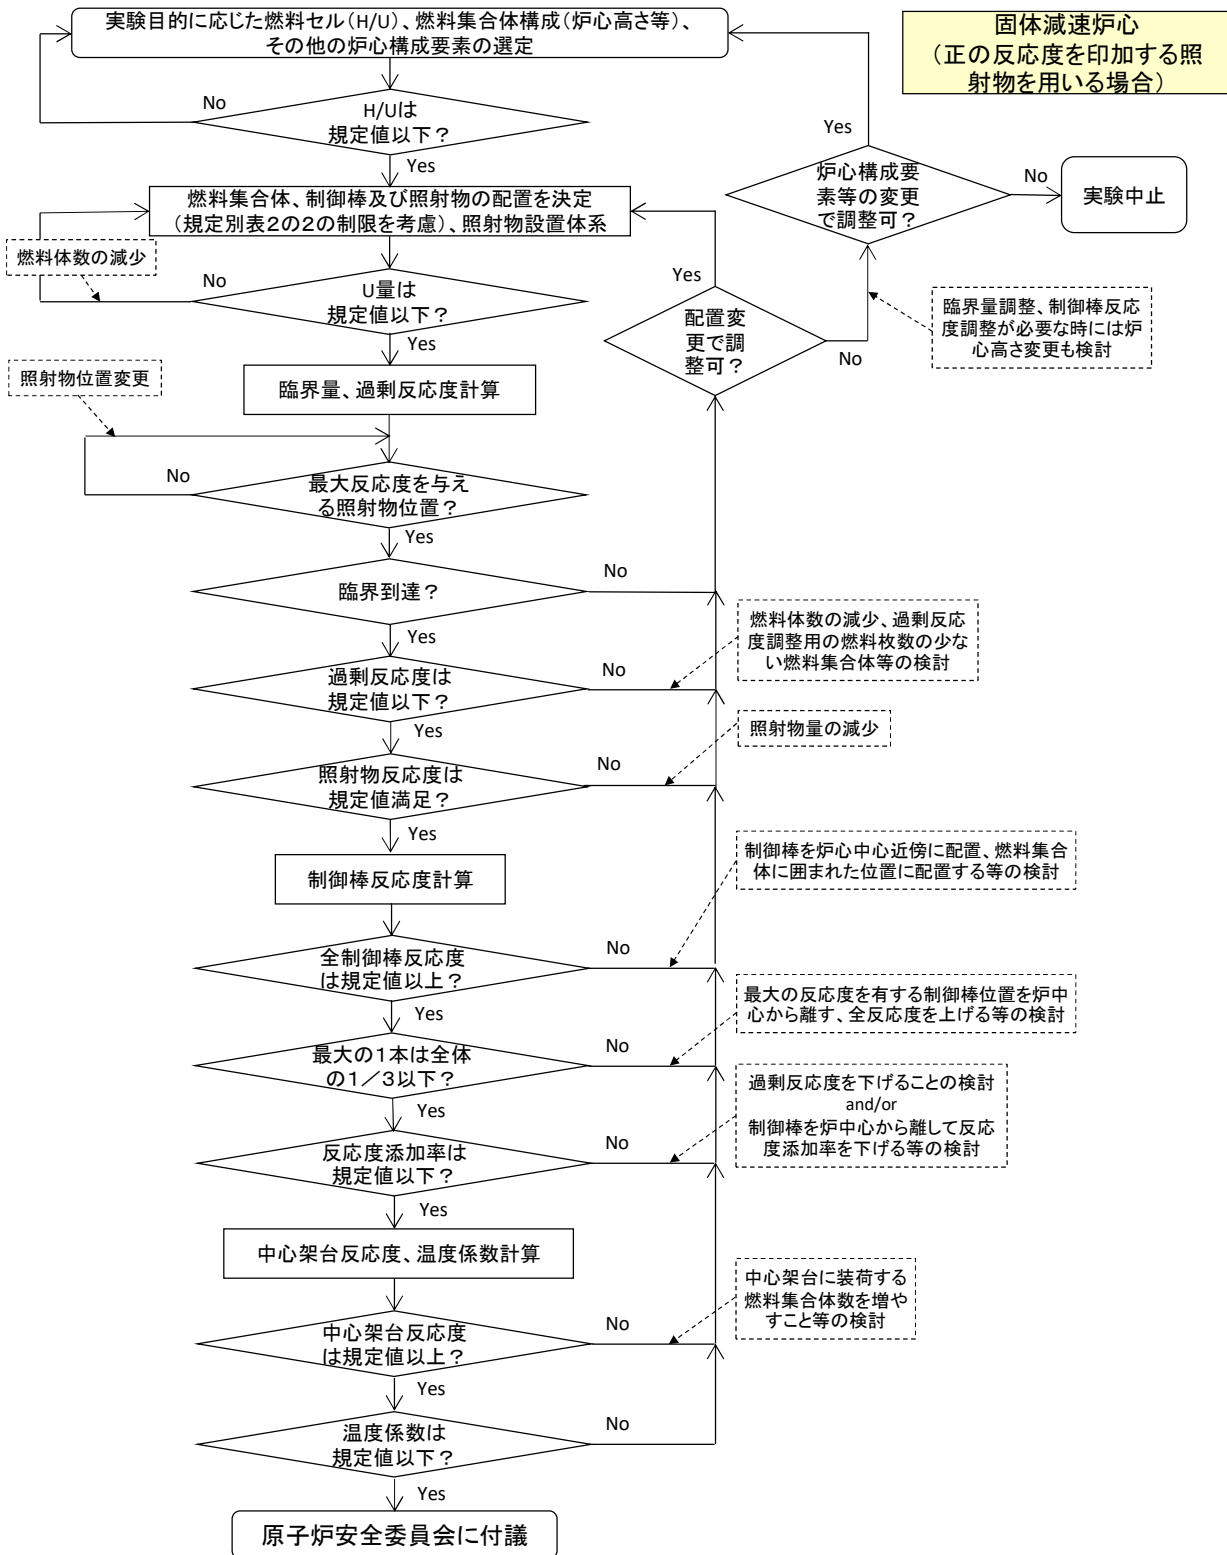 実験目的に応じた燃料セル(H/U)、燃料集合体構成(炉心高さ等)、
その他の炉心構成要素の選定
固体減速炉心
(正の反応度を印加する照
射物を用いる場合)
No
H/Uは
規定値以下?
Yes
Yes
炉心構成要
素等の変更
で調整可?
No
実験中止
燃料集合体、制御棒及び照射物の配置を決定
(規定別表2の2の制限を考慮)、照射物設置体系
燃料体数の減少
No
U量は
規定値以下?
Yes
Yes
配置変
更で調
整可?
No
臨界量調整、制御棒反応
度調整が必要な時には炉
心高さ変更も検討
照射物位置変更
臨界量、過剰反応度計算
No
最大反応度を与え
る照射物位置?
Yes
臨界到達?
No
Yes
燃料体数の減少、過剰反応
度調整用の燃料枚数の少な
い燃料集合体等の検討
過剰反応度は
規定値以下?
No
Yes
照射物量の減少
照射物反応度は
規定値満足?
No
Yes
制御棒反応度計算
制御棒を炉心中心近傍に配置、燃料集合
体に囲まれた位置に配置する等の検討
全制御棒反応度
は規定値以上?
No
Yes
最大の反応度を有する制御棒位置を炉中
心から離す、全反応度を上げる等の検討
最大の1本は全体
の1/3以下?
No
Yes
過剰反応度を下げることの検討
and/or
制御棒を炉中心から離して反応
度添加率を下げる等の検討
反応度添加率は
規定値以下?
No
Yes
中心架台反応度、温度係数計算
中心架台に装荷する
燃料集合体数を増や
すこと等の検討
中心架台反応度
は規定値以上?
No
Yes
温度係数は
規定値以下?
No
Yes
原子炉安全委員会に付議